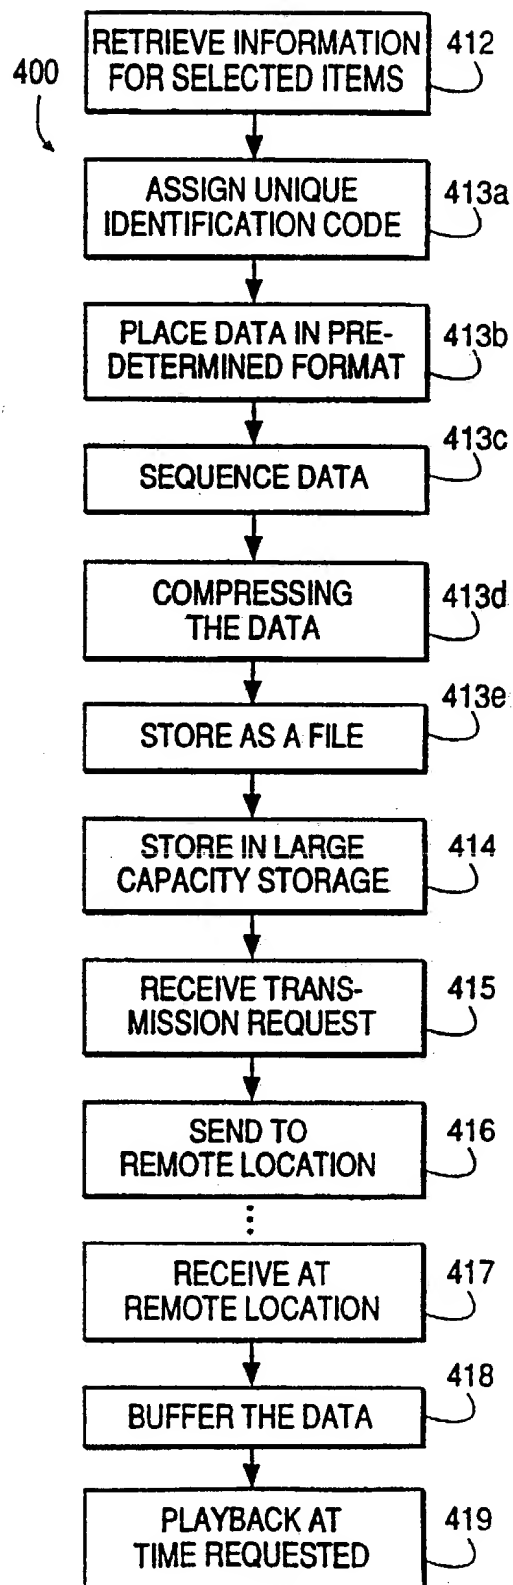 RETRIEVE INFORMATION
FOR SELECTED ITEMS
412
400
ASSIGN UNIQUE
IDENTIFICATION CODE
413a
PLACE DATA IN PRE-
DETERMINED FORMAT
413b
SEQUENCE DATA
413c
COMPRESSING
THE DATA
413d
STORE AS A FILE
413e
STORE IN LARGE
CAPACITY STORAGE
414
RECEIVE TRANS-
MISSION REQUEST
415
SEND TO
REMOTE LOCATION
416
RECEIVE AT
REMOTE LOCATION
417
BUFFER THE DATA
418
PLAYBACK AT
TIME REQUESTED
419